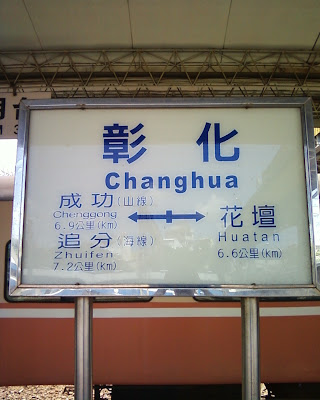 彰化
Changhua
成功(山線)
Chenggong
6.9公里(km)
追分(海線)
Zhuifen
7.2公里(km)
花壇
Huatan
6.6公里(km)